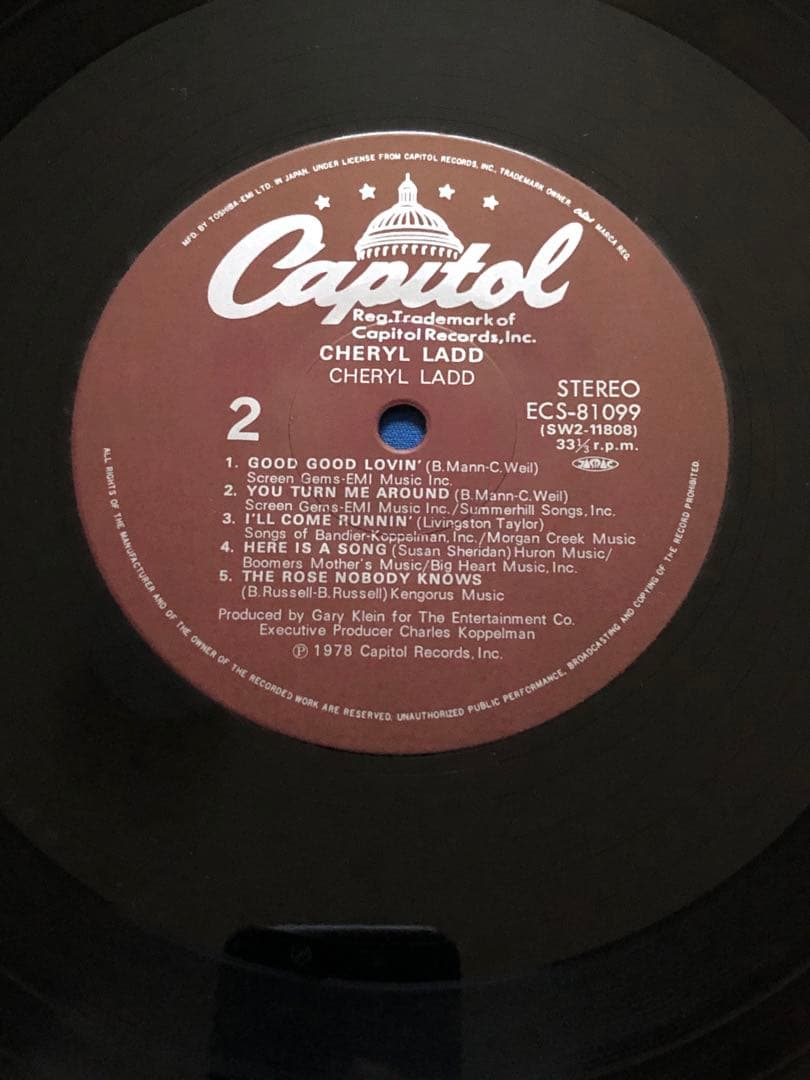 MFD. BY TOSHIBA-EMI LTD. IN JAPAN. UNDER LICENSE FROM CAPITOL RECORDS, INC., TRADEMARK OWNER. MARCA REG.
Capitol
Reg.Trademark of
Capitol Records,Inc.
CHERYL LADD
CHERYL LADD
2
STEREO
ECS-81099
(SW2-11808)
33⅓ r.p.m.
JASRAC
1. GOOD GOOD LOVIN' (B.Mann-C.Weil)
Screen Gems-EMI Music Inc.
2. YOU TURN ME AROUND (B.Mann-C.Weil)
Screen Gems-EMI Music Inc./Summerhill Songs, Inc.
3. I'LL COME RUNNIN' (Livingston Taylor)
Songs of Bandier-Koppelman, Inc./Morgan Creek Music
4. HERE IS A SONG (Susan Sheridan) Huron Music/
Boomers Mother's Music/Big Heart Music, Inc.
5. THE ROSE NOBODY KNOWS
(B.Russell-B.Russell) Kengorus Music
Produced by Gary Klein for The Entertainment Co.
Executive Producer Charles Koppelman
Ⓟ 1978 Capitol Records, Inc.
ALL RIGHTS OF THE MANUFACTURER AND OF THE OWNER OF THE RECORDED WORK ARE RESERVED. UNAUTHORIZED PUBLIC PERFORMANCE, BROADCASTING AND COPYING OF THE RECORD PROHIBITED.